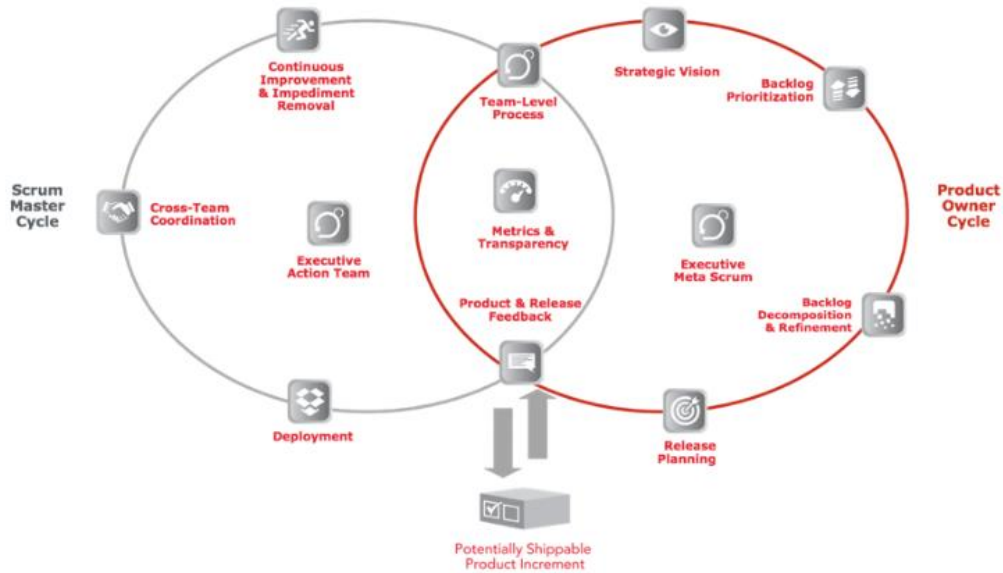 Continuous
Improvement
& Impediment
Removal
Team-Level
Process
Strategic Vision
Backlog
Prioritization
Scrum
Master
Cycle
Cross-Team
Coordination
Executive
Action Team
Metrics &
Transparency
Executive
Meta Scrum
Product
Owner
Cycle
Product & Release
Feedback
Backlog
Decomposition
& Refinement
Deployment
Release
Planning
Potentially Shippable
Product Increment